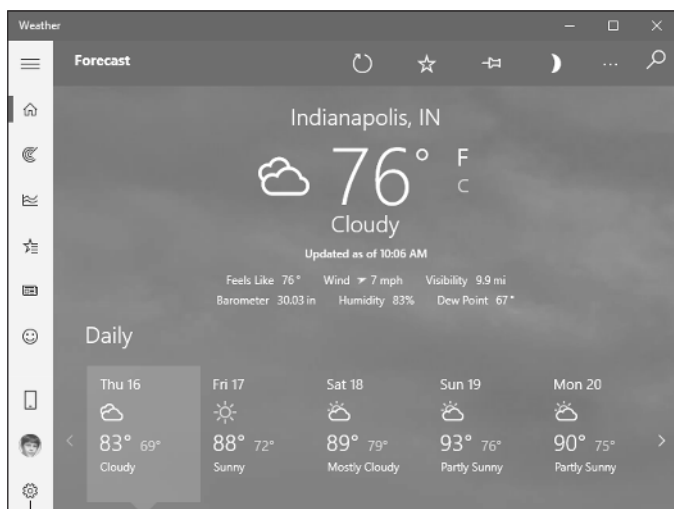 Weather
Forecast
Indianapolis, IN
76° F
C
Cloudy
Updated as of 10:06 AM
Feels Like 76° Wind 7 mph Visibility 9.9 mi
Barometer 30.03 in Humidity 83% Dew Point 67°
Daily
Thu 16 Fri 17 Sat 18 Sun 19 Mon 20
83° 69° 88° 72° 89° 79° 93° 76° 90° 75°
Cloudy Sunny Mostly Cloudy Partly Sunny Partly Sunny